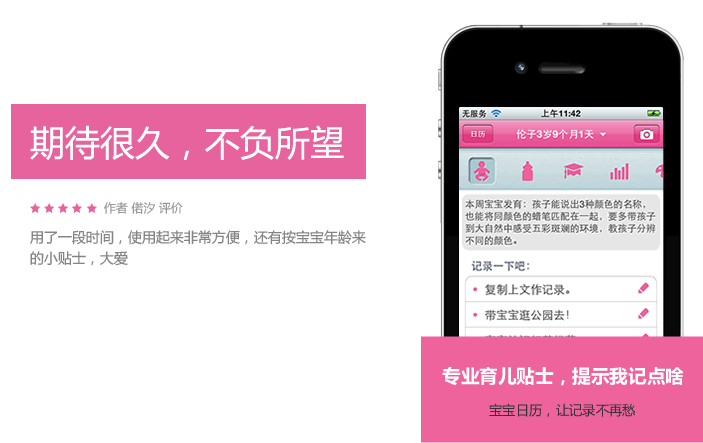 期待很久，不负所望
★★★★★ 作者 偌汐 评价
用了一段时间，使用起来非常方便，还有按宝宝年龄来
的小贴士，大爱
无服务 上午11:42
日历 伦子3岁9个月1天
本周宝宝发育：孩子能说出3种颜色的名称，
也能将同颜色的蜡笔匹配在一起，要多带孩子
到大自然中感受五彩斑斓的环境，教孩子分辨
不同的颜色。
记录一下吧：
复制上文作记录。
带宝宝逛公园去！
专业育儿贴士，提示我记点啥
宝宝日历，让记录不再愁